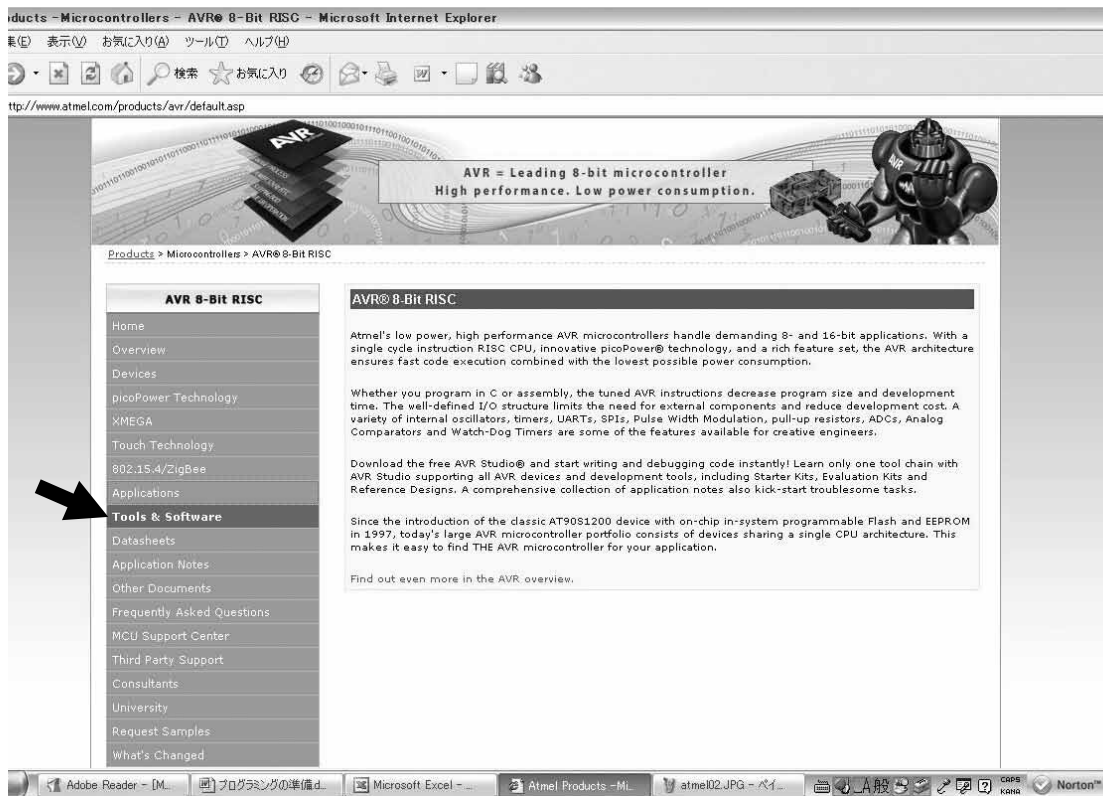 ducts -Microcontrollers - AVR® 8-Bit RISC - Microsoft Internet Explorer
集(E) 表示(V) お気に入り(A) ツール(T) ヘルプ(H)
検索 お気に入り
ttp://www.atmel.com/products/avr/default.asp
AVR
AVR = Leading 8-bit microcontroller
High performance. Low power consumption.
Products > Microcontrollers > AVR® 8-Bit RISC
AVR 8-Bit RISC
Home
Overview
Devices
picoPower Technology
XMEGA
Touch Technology
802.15.4/ZigBee
Applications
Tools & Software
Datasheets
Application Notes
Other Documents
Frequently Asked Questions
MCU Support Center
Third Party Support
Consultants
University
Request Samples
What's Changed
AVR® 8-Bit RISC
Atmel's low power, high performance AVR microcontrollers handle demanding 8- and 16-bit applications. With a
single cycle instruction RISC CPU, innovative picoPower® technology, and a rich feature set, the AVR architecture
ensures fast code execution combined with the lowest possible power consumption.
Whether you program in C or assembly, the tuned AVR instructions decrease program size and development
time. The well-defined I/O structure limits the need for external components and reduce development cost. A
variety of internal oscillators, timers, UARTs, SPIs, Pulse Width Modulation, pull-up resistors, ADCs, Analog
Comparators and Watch-Dog Timers are some of the features available for creative engineers.
Download the free AVR Studio® and start writing and debugging code instantly! Learn only one tool chain with
AVR Studio supporting all AVR devices and development tools, including Starter Kits, Evaluation Kits and
Reference Designs. A comprehensive collection of application notes also kick-start troublesome tasks.
Since the introduction of the classic AT90S1200 device with on-chip in-system programmable Flash and EEPROM
in 1997, today's large AVR microcontroller portfolio consists of devices sharing a single CPU architecture. This
makes it easy to find THE AVR microcontroller for your application.
Find out even more in the AVR overview.
Adobe Reader - [M... プログラミングの準備d... Microsoft Excel - ... Atmel Products -Mi... atmel02.JPG - ペイ... A般 CAPS KANA Norton™